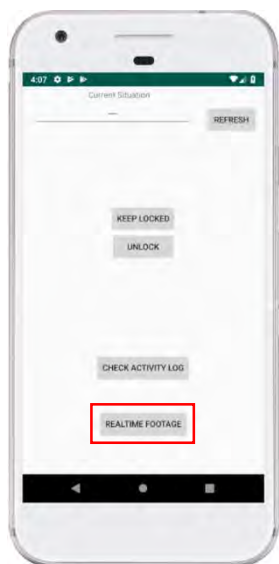 4:07
Current Situation
REFRESH
KEEP LOCKED
UNLOCK
CHECK ACTIVITY LOG
REALTIME FOOTAGE